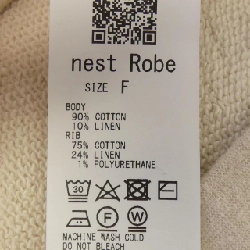 nest Robe
SIZE F
BODY
90% COTTON
10% LINEN
RIB
75% COTTON
24% LINEN
1% POLYURETHANE
30
F W
MACHINE WASH COLD
DO NOT BLEACH